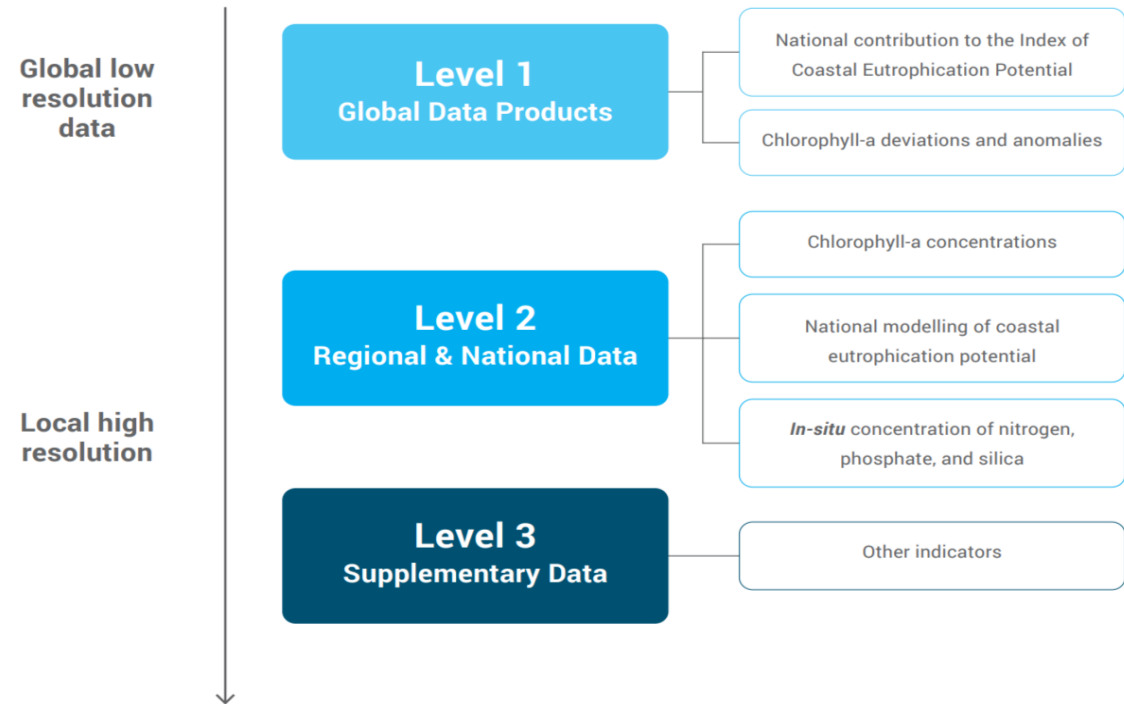 Global low
resolution
data
Level 1
Global Data Products
National contribution to the Index of
Coastal Eutrophication Potential
Chlorophyll-a deviations and anomalies
Level 2
Regional & National Data
Chlorophyll-a concentrations
National modelling of coastal
eutrophication potential
In-situ concentration of nitrogen,
phosphate, and silica
Local high
resolution
Level 3
Supplementary Data
Other indicators